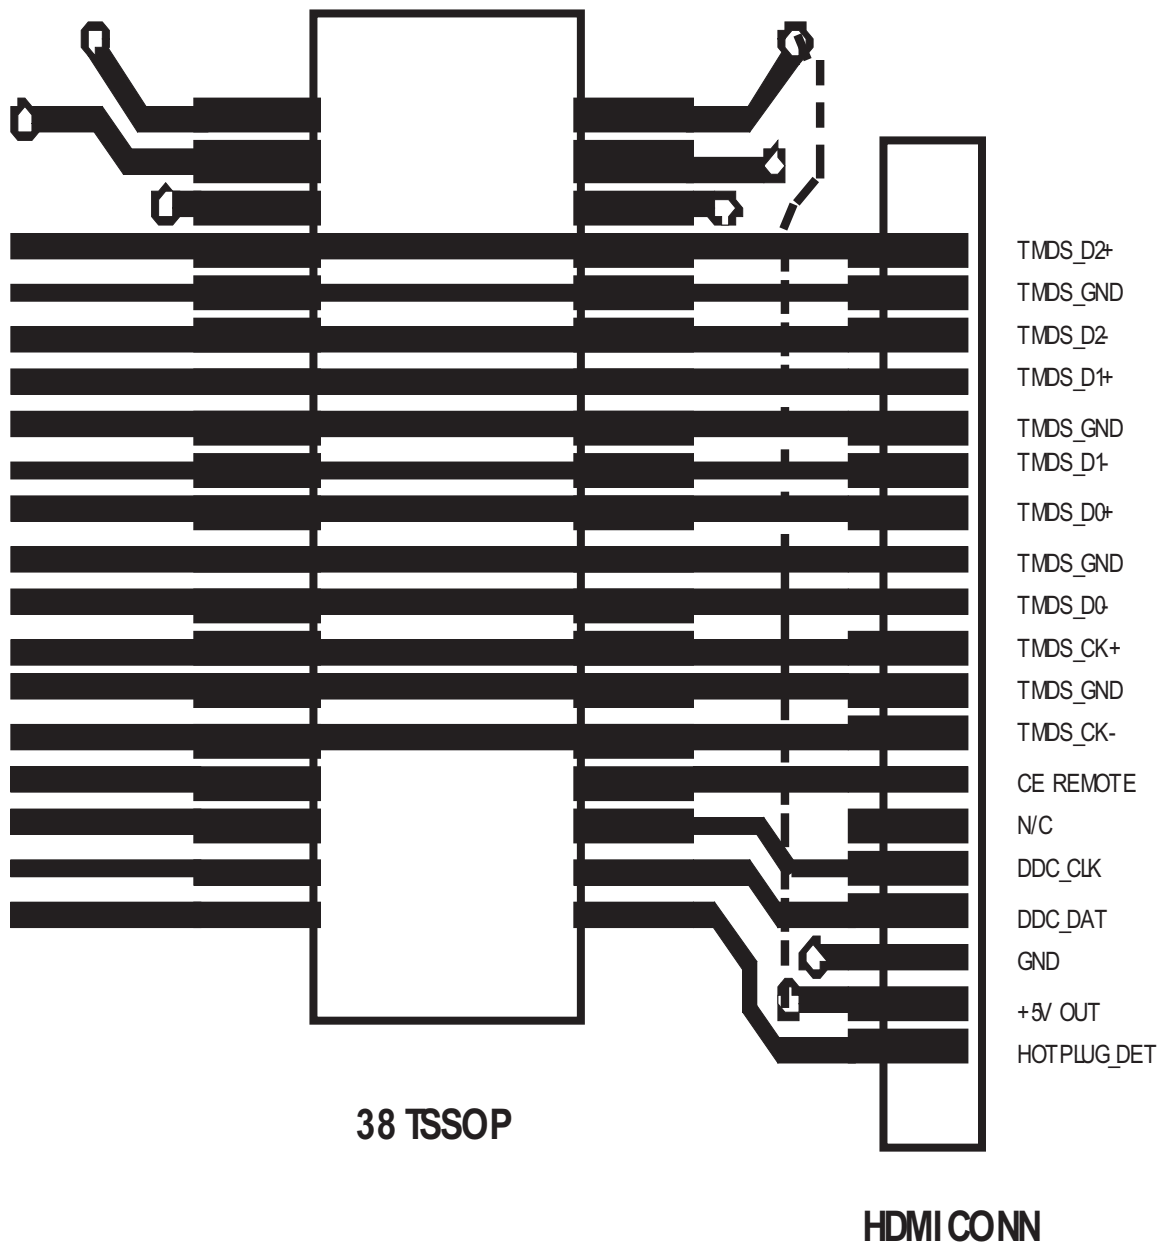 TMDS_D2+
TMDS_GND
TMDS_D2-
TMDS_D1+
TMDS_GND
TMDS_D1-
TMDS_D0+
TMDS_GND
TMDS_D0-
TMDS_CK+
TMDS_GND
TMDS_CK-
CE REMOTE
N/C
DDC_CLK
DDC_DAT
GND
+5V OUT
HOTPLUG_DET
38 TSSOP
HDMI CONN